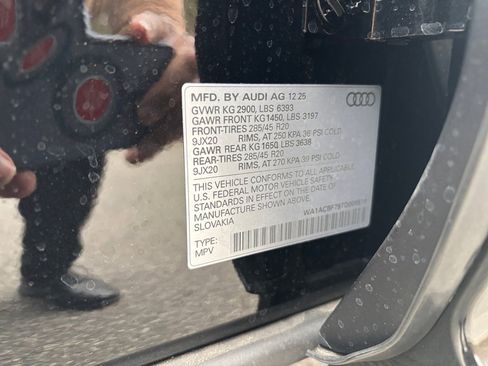 MFD. BY AUDI AG 12 25
GVWR KG 2900, LBS 6393
GAWR FRONT KG1450, LBS 3197
FRONT-TIRES 285/45 R20
9JX20 RIMS, AT 250 KPA 36 PSI COLD
GAWR REAR KG 1650, LBS 3638
REAR-TIRES 285/45 R20
9JX20 RIMS, AT 270 KPA 39 PSI COLD
THIS VEHICLE CONFORMS TO ALL APPLICABLE
U.S. FEDERAL MOTOR VEHICLE SAFETY
STANDARDS IN EFFECT ON THE DATE OF
MANUFACTURE SHOWN ABOVE.
SLOVAKIA
TYPE:
MPV